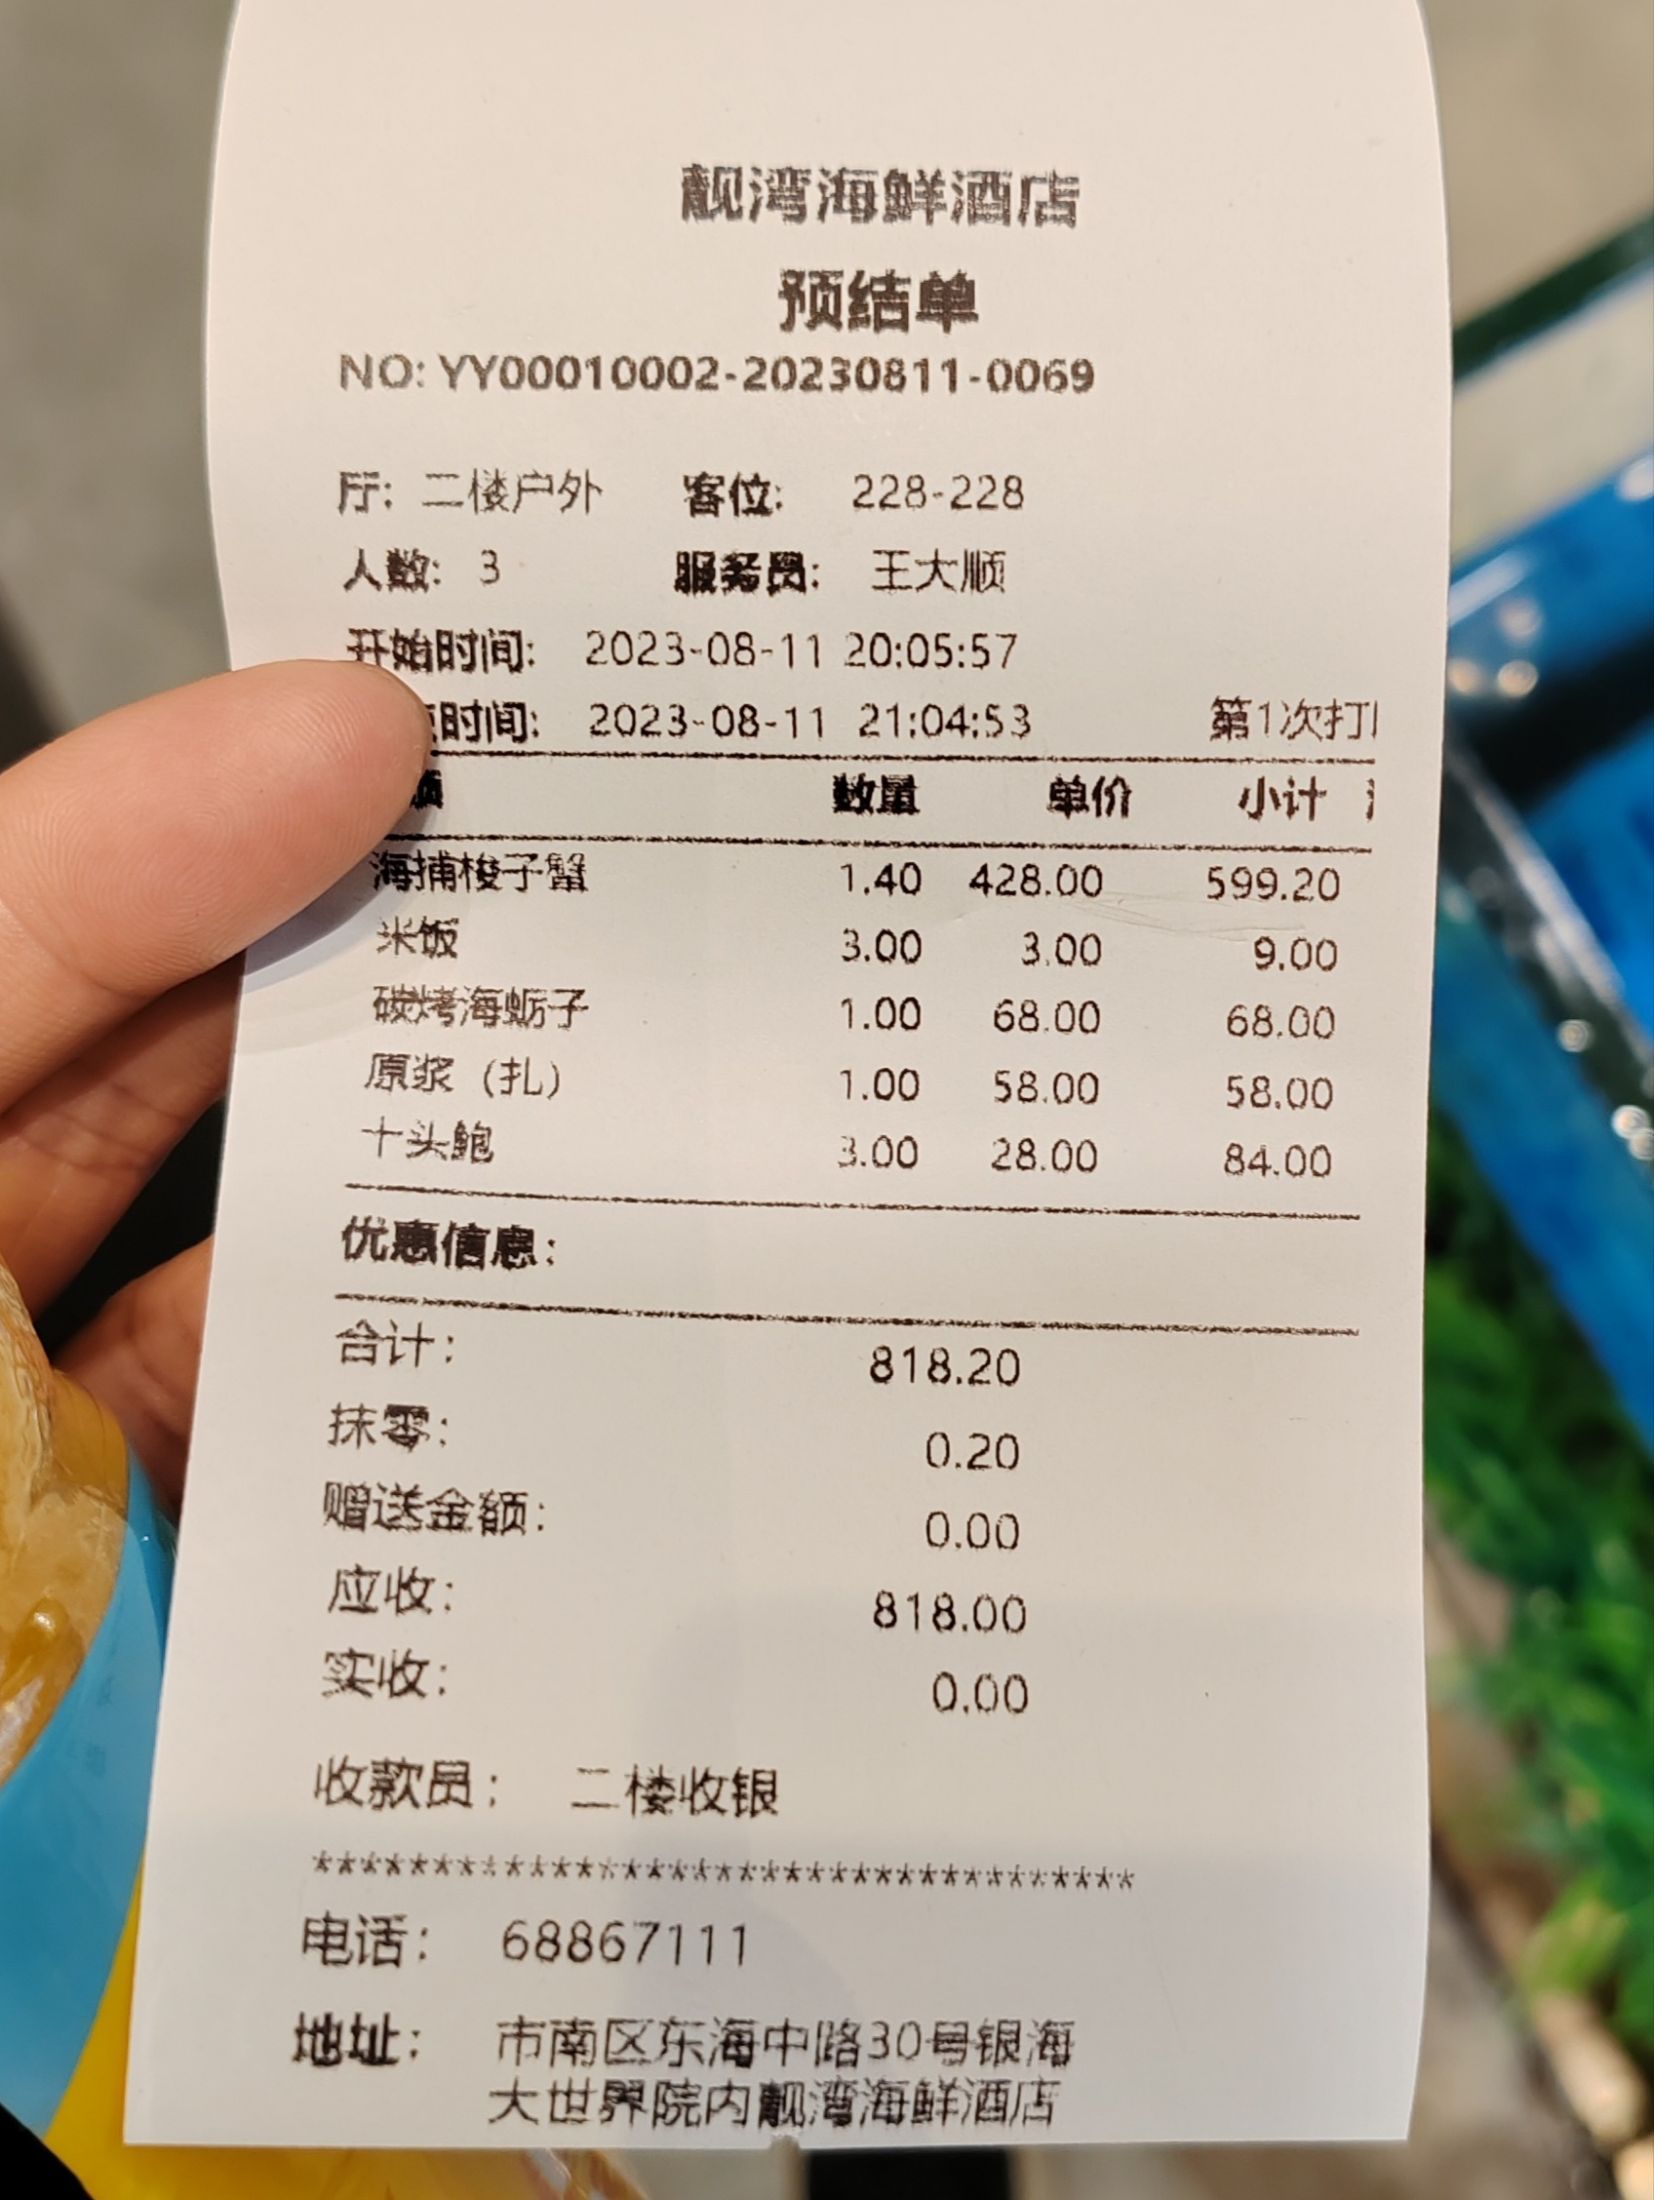 靓湾海鲜酒店
预结单
NO: YY00010002-20230811-0069
厅: 二楼户外 客位: 228-228
人数: 3 服务员: 王大顺
开始时间: 2023-08-11 20:05:57
时间: 2023-08-11 21:04:53 第1次打
数量 单价 小计
海捕梭子蟹 1.40 428.00 599.20
米饭 3.00 3.00 9.00
碳烤海蛎子 1.00 68.00 68.00
原浆（扎） 1.00 58.00 58.00
十头鲍 3.00 28.00 84.00
优惠信息:
合计: 818.20
抹零: 0.20
赠送金额: 0.00
应收: 818.00
实收: 0.00
收款员: 二楼收银
***********************************
电话: 68867111
地址: 市南区东海中路30号银海
大世界院内靓湾海鲜酒店